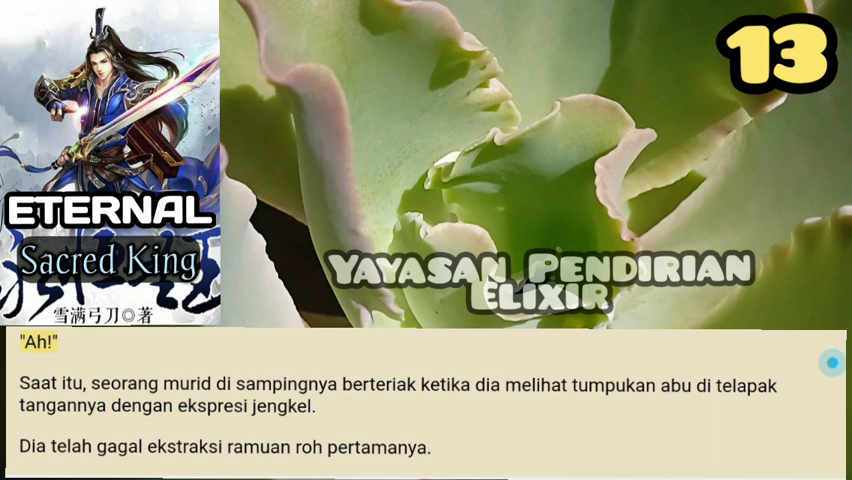 13
ETERNAL
Sacred King
雪满弓刀◎著
YAYASAN PENDIRIAN
ELIXIR
"Ah!"
Saat itu, seorang murid di sampingnya berteriak ketika dia melihat tumpukan abu di telapak
tangannya dengan ekspresi jengkel.
Dia telah gagal ekstraksi ramuan roh pertamanya.